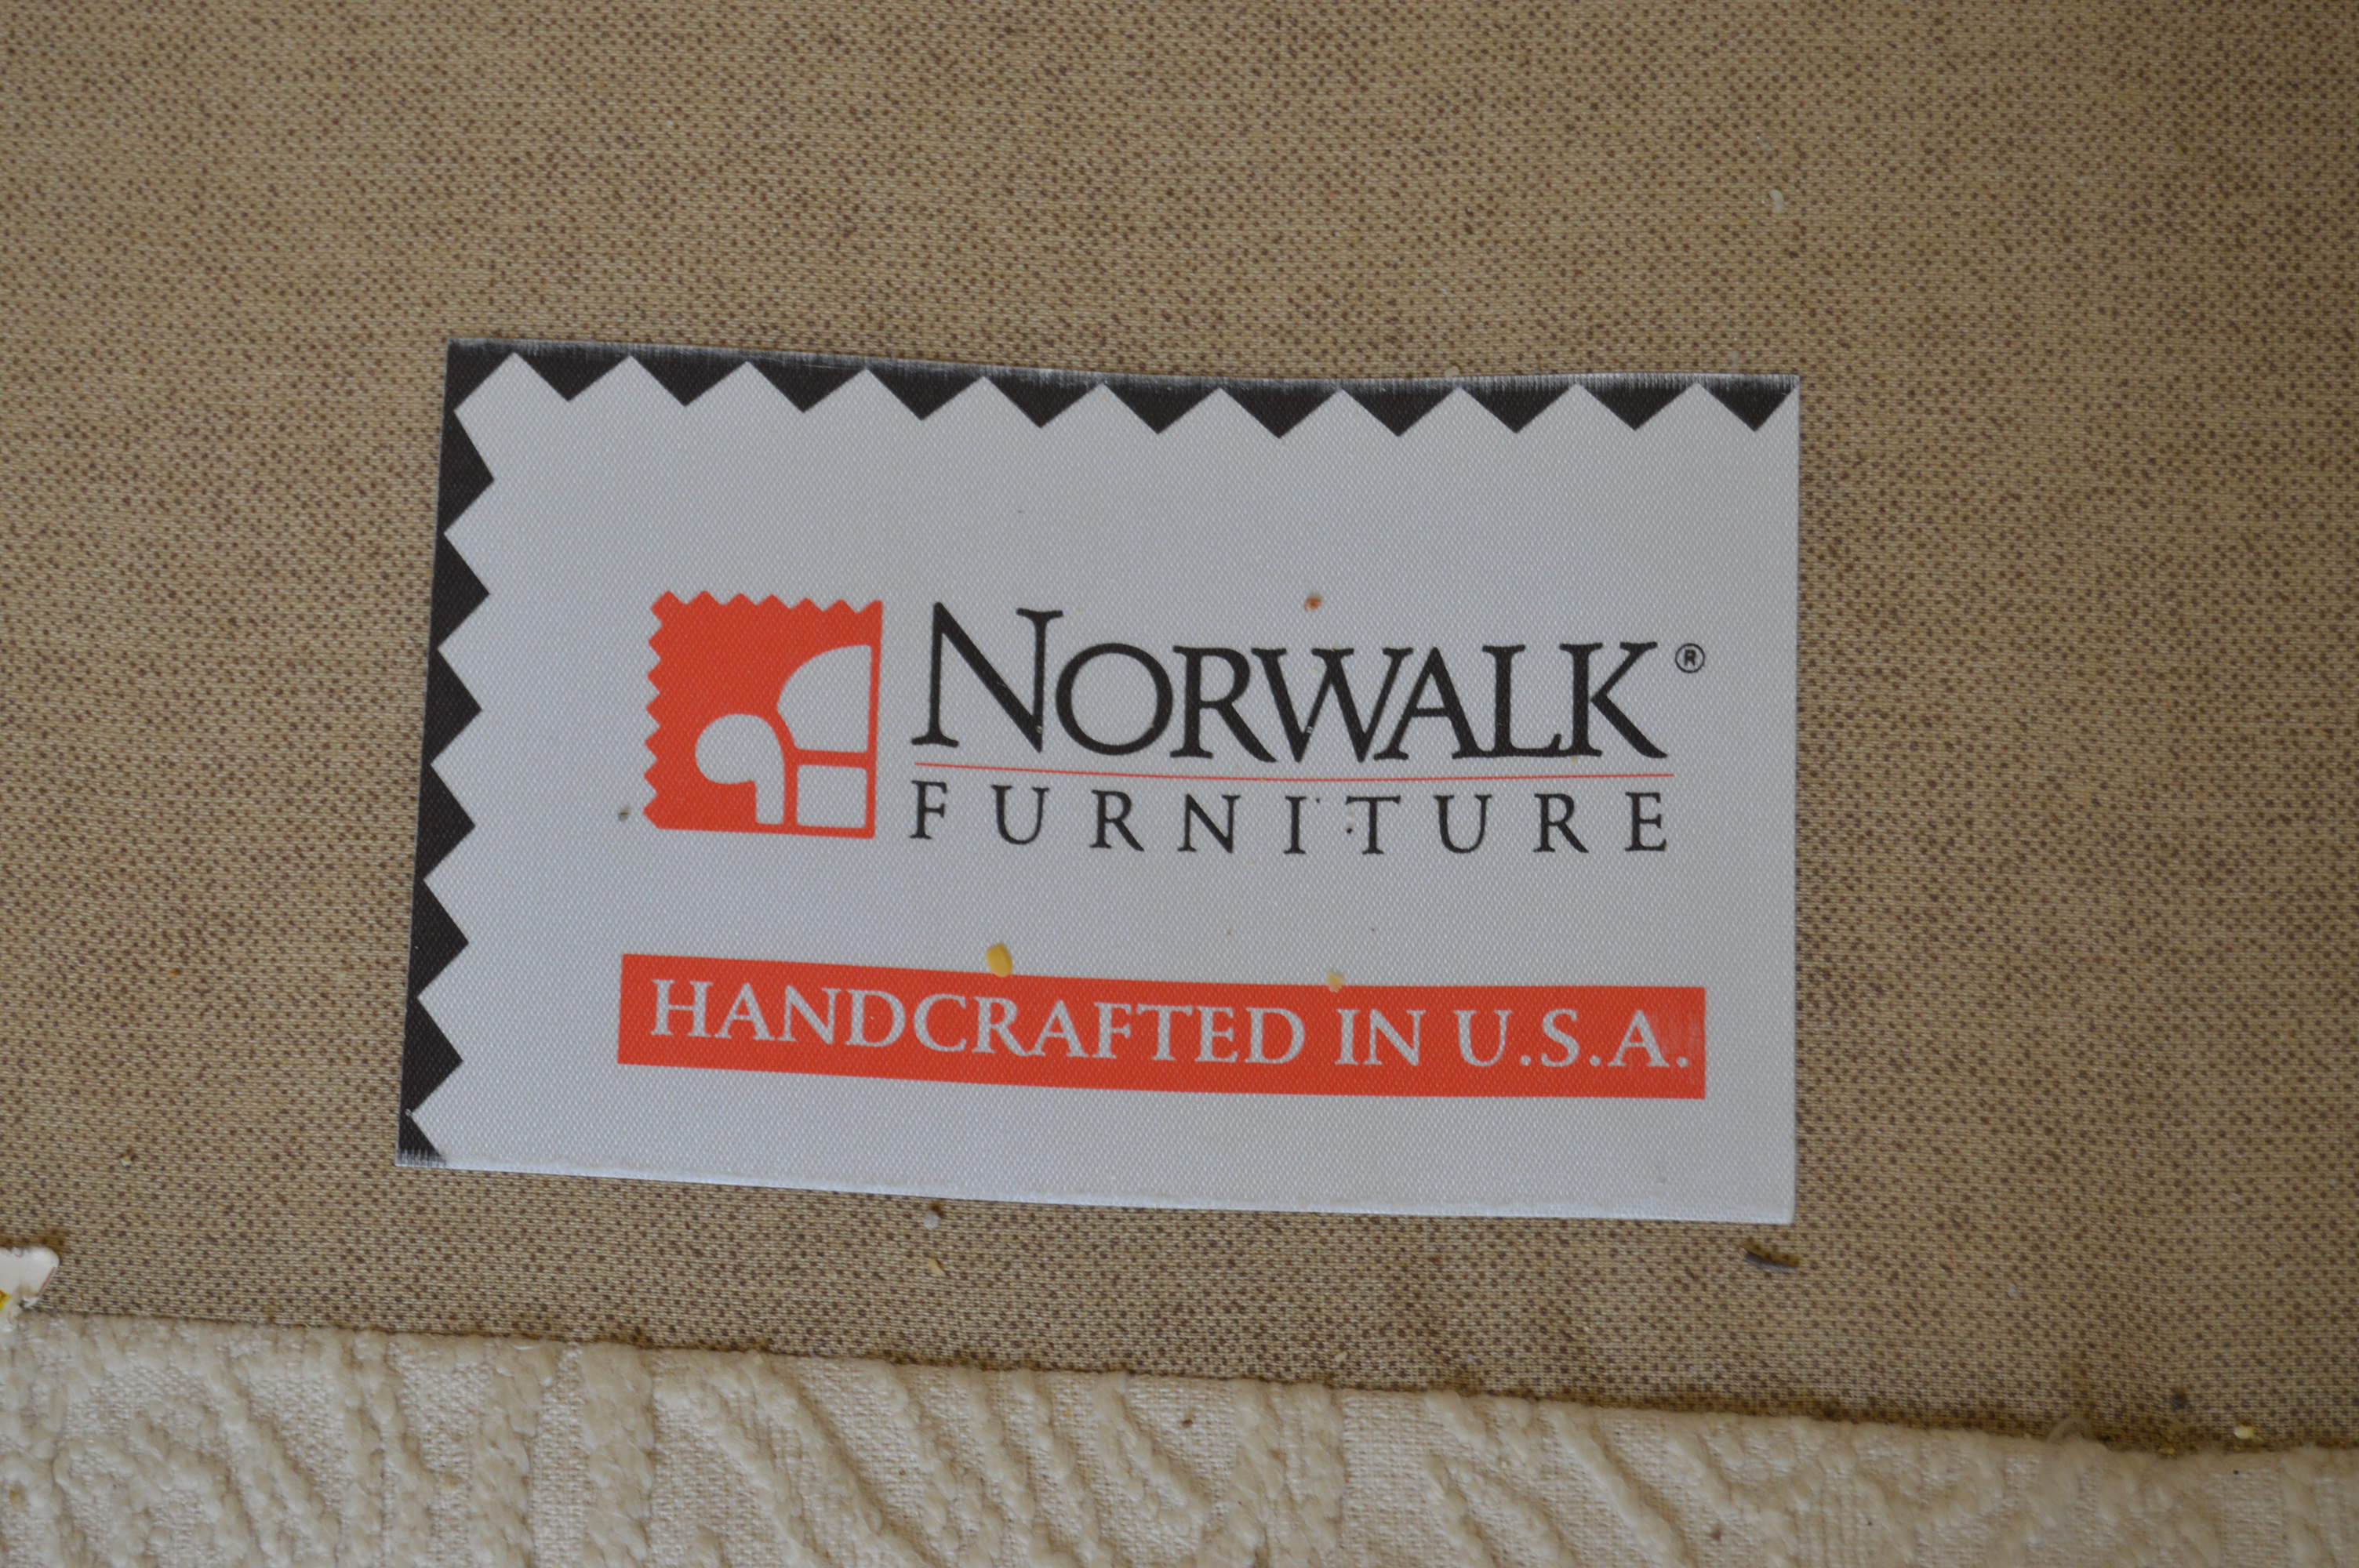 NORWALK®
FURNITURE
HANDCRAFTED IN U.S.A.